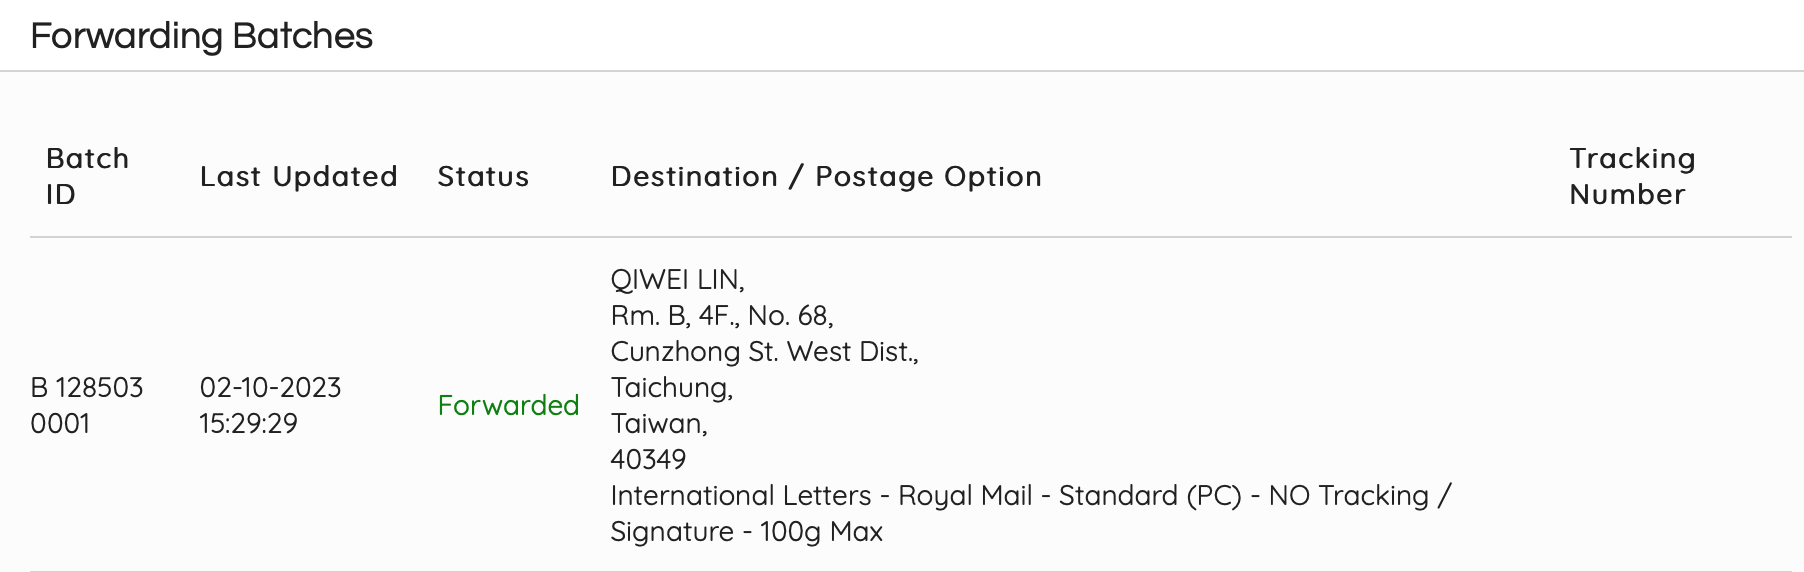 Forwarding Batches
Batch
ID
Last Updated
Status
Destination / Postage Option
Tracking
Number
B 128503
0001
02-10-2023
15:29:29
Forwarded
QIWEI LIN,
Rm. B, 4F., No. 68,
Cunzhong St. West Dist.,
Taichung,
Taiwan,
40349
International Letters - Royal Mail - Standard (PC) - NO Tracking /
Signature - 100g Max